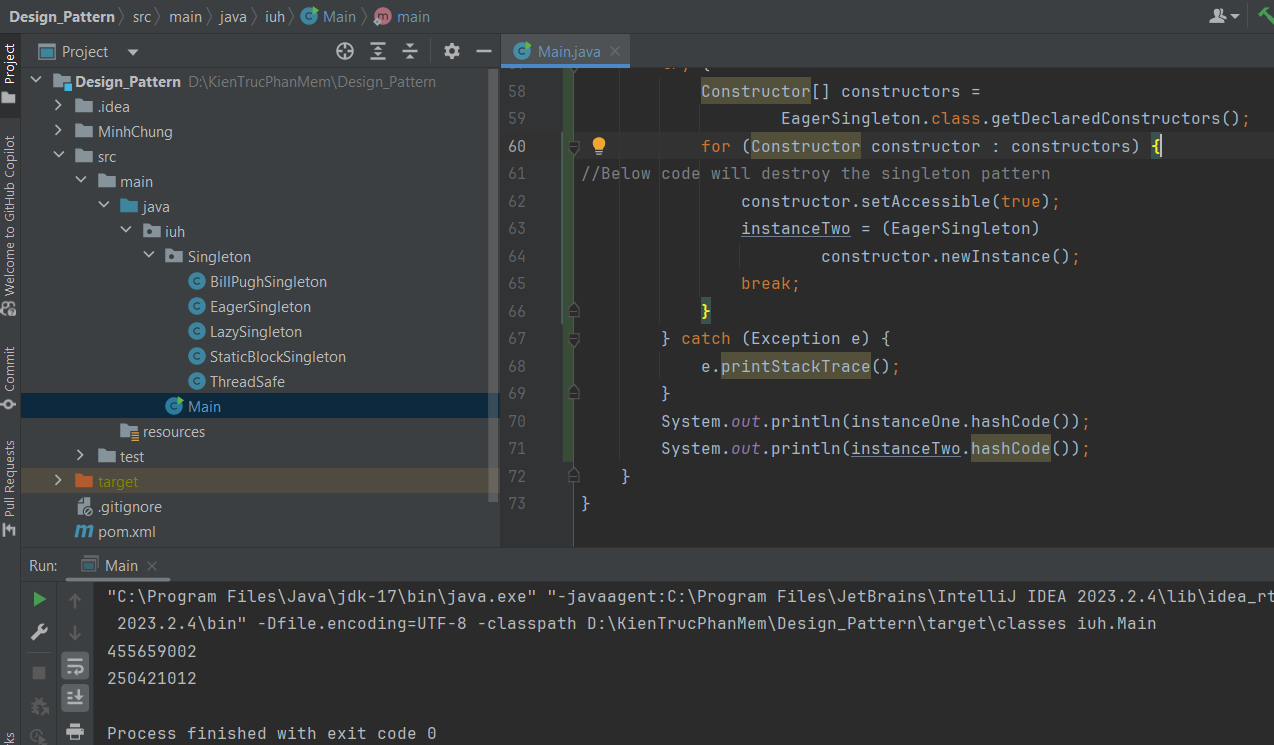 Design_Pattern src main java iuh Main main
Project
Project
Main.java
Design_Pattern D:\KienTrucPhanMem\Design_Pattern
.idea
MinhChung
src
main
java
iuh
Singleton
BillPughSingleton
EagerSingleton
LazySingleton
StaticBlockSingleton
ThreadSafe
Main
resources
test
target
.gitignore
pom.xml
Welcome to GitHub Copilot
Commit
Pull Requests
58 Constructor[] constructors =
59 EagerSingleton.class.getDeclaredConstructors();
60 for (Constructor constructor : constructors) {
61 //Below code will destroy the singleton pattern
62 constructor.setAccessible(true);
63 instanceTwo = (EagerSingleton)
64 constructor.newInstance();
65 break;
66 }
67 } catch (Exception e) {
68 e.printStackTrace();
69 }
70 System.out.println(instanceOne.hashCode());
71 System.out.println(instanceTwo.hashCode());
72 }
73 }
Run: Main
"C:\Program Files\Java\jdk-17\bin\java.exe" "-javaagent:C:\Program Files\JetBrains\IntelliJ IDEA 2023.2.4\lib\idea_rt
2023.2.4\bin" -Dfile.encoding=UTF-8 -classpath D:\KienTrucPhanMem\Design_Pattern\target\classes iuh.Main
455659002
250421012
Process finished with exit code 0